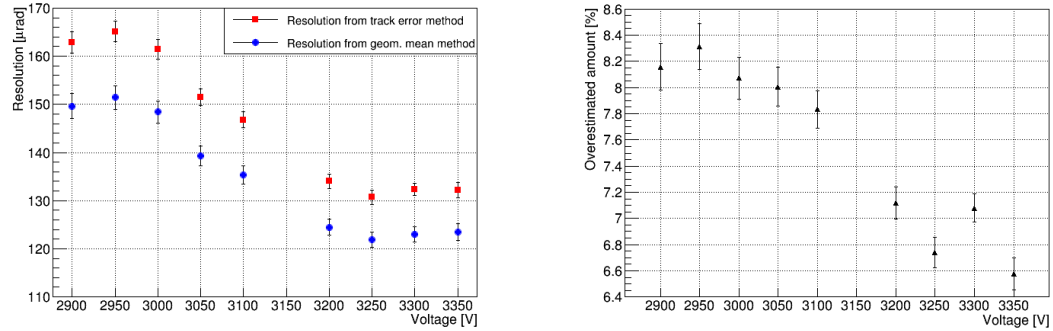 Resolution [μrad]
170
160
150
140
130
120
110
Resolution from track error method
Resolution from geom. mean method
2900 2950 3000 3050 3100 3150 3200 3250 3300 3350
Voltage [V]
Overestimated amount [%]
8.6
8.4
8.2
8
7.8
7.6
7.4
7.2
7
6.8
6.6
6.4
2900 2950 3000 3050 3100 3150 3200 3250 3300 3350
Voltage [V]